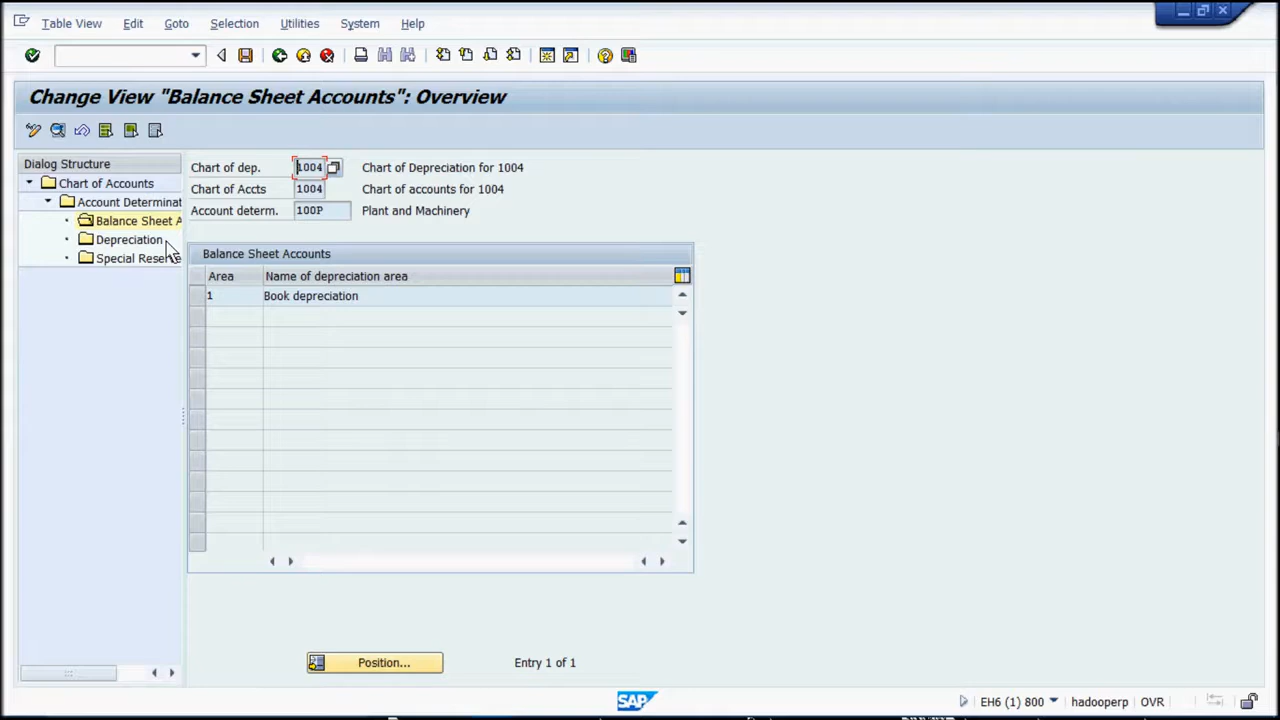 Table View Edit Goto Selection Utilities System Help
Change View "Balance Sheet Accounts": Overview
Dialog Structure
Chart of Accounts
Account Determinat
Balance Sheet A
Depreciation
Special Reserve
Chart of dep. 1004 Chart of Depreciation for 1004
Chart of Accts 1004 Chart of accounts for 1004
Account determ. 100P Plant and Machinery
Balance Sheet Accounts
Area Name of depreciation area
1 Book depreciation
Position... Entry 1 of 1
SAP EH6 (1) 800 hadooperp OVR